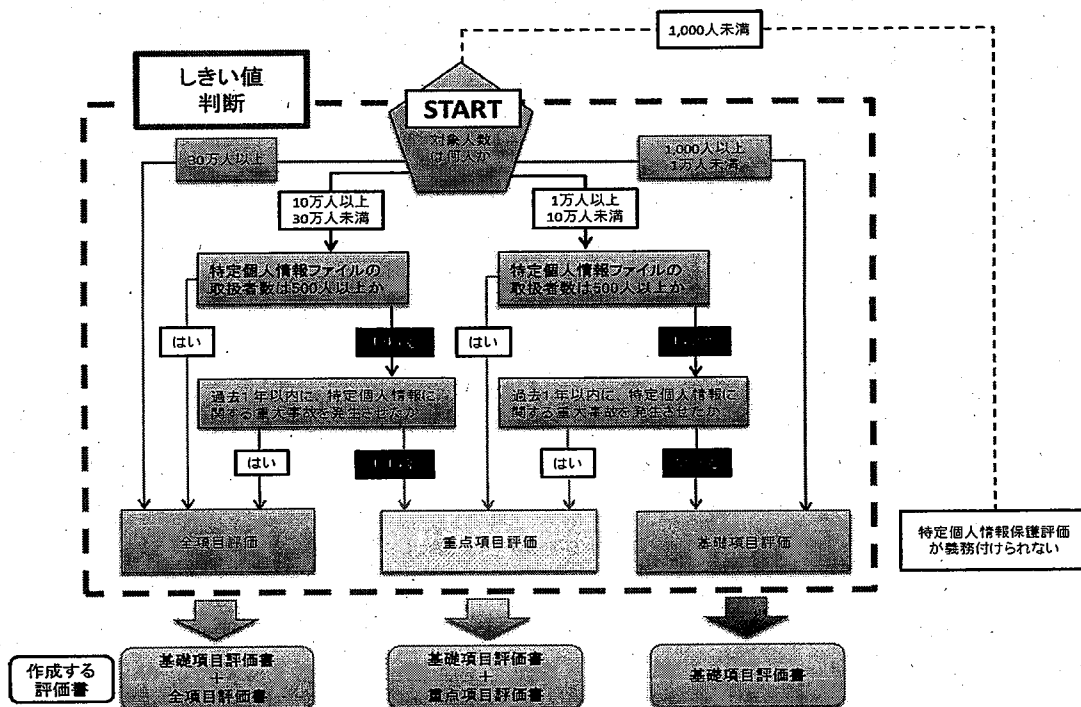 1,000人未満
しきい値
判断
START
対象人数
は何人か
30万人以上
1,000人以上
1万人未満
10万人以上
30万人未満
1万人以上
10万人未満
特定個人情報ファイルの
取扱者数は500人以上か
特定個人情報ファイルの
取扱者数は500人以上か
はい
はい
過去1年以内に、特定個人情報に
関する重大事故を発生させたか
過去1年以内に、特定個人情報に
関する重大事故を発生させたか
はい
はい
全項目評価
重点項目評価
基礎項目評価
特定個人情報保護評価
が義務付けられない
作成する
評価書
基礎項目評価書
+
全項目評価書
基礎項目評価書
+
重点項目評価書
基礎項目評価書